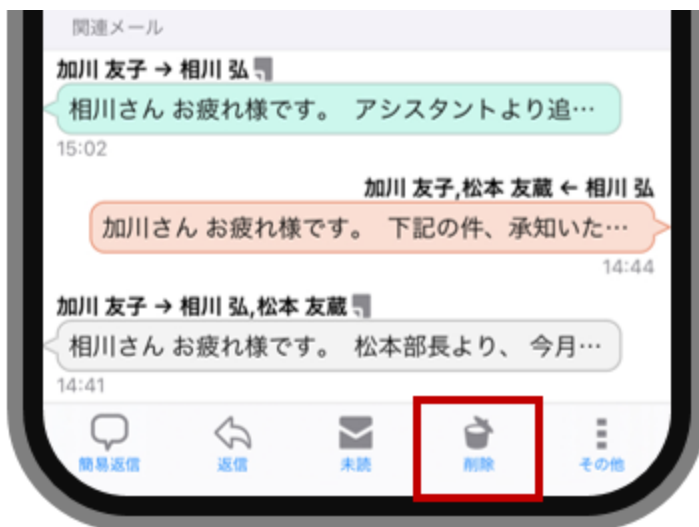 関連メール
加川 友子 → 相川 弘
相川さん お疲れ様です。 アシスタントより追…
15:02
加川 友子,松本 友蔵 ← 相川 弘
加川さん お疲れ様です。 下記の件、承知いた…
14:44
加川 友子 → 相川 弘,松本 友蔵
相川さん お疲れ様です。 松本部長より、 今月…
14:41
簡易返信 返信 未読 削除 その他